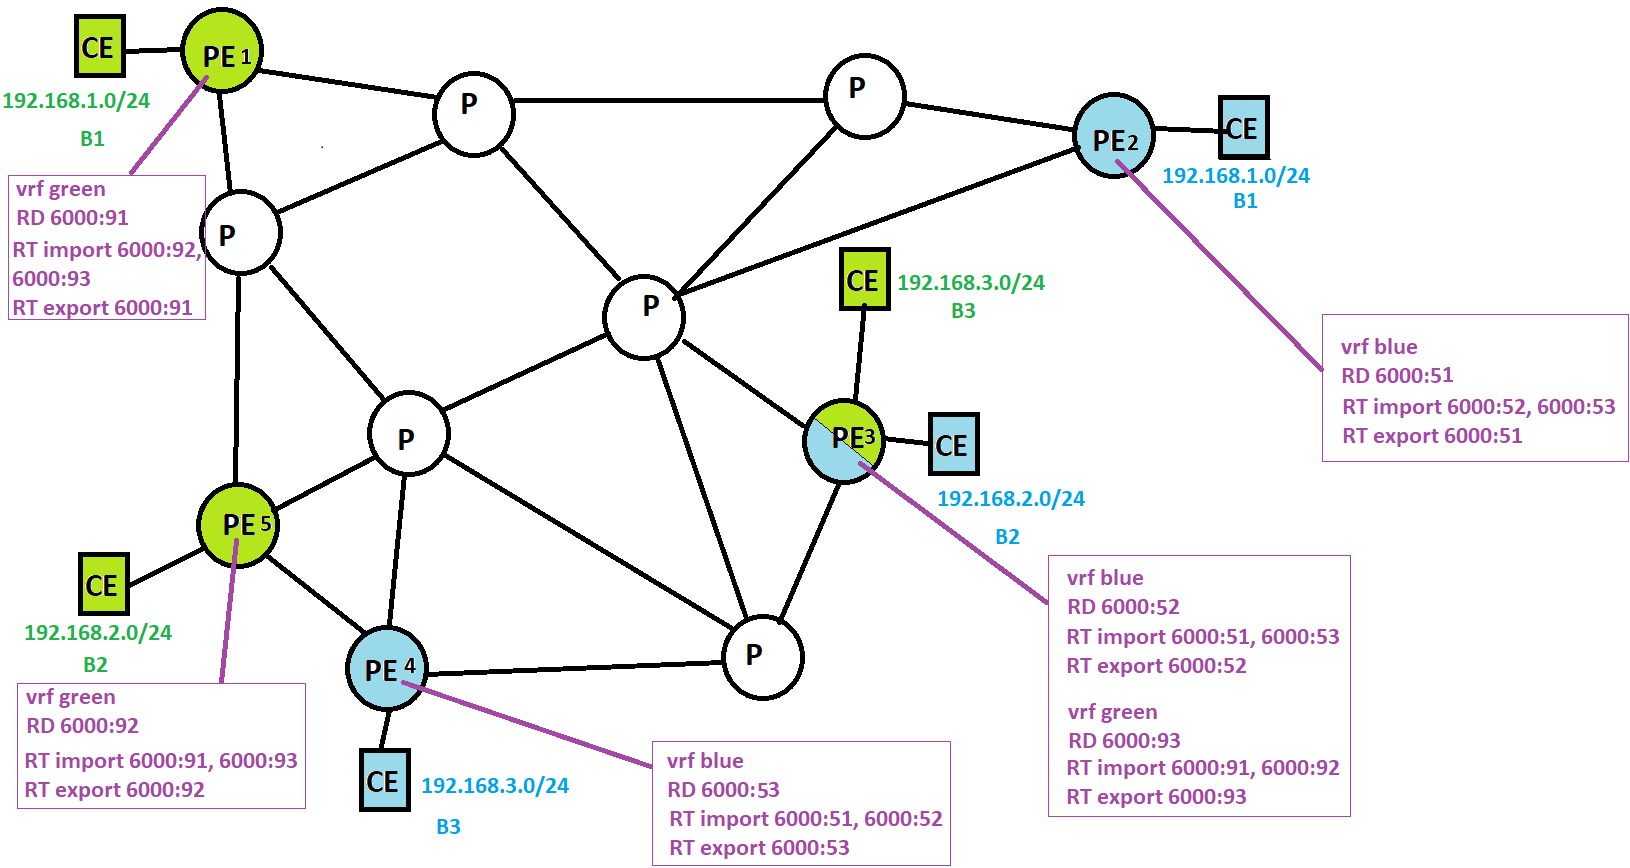 CE
PE 1
192.168.1.0/24
B1
vrf green
RD 6000:91
RT import 6000:92,
6000:93
RT export 6000:91
P
P
P
PE2
CE
192.168.1.0/24
B1
vrf blue
RD 6000:51
RT import 6000:52, 6000:53
RT export 6000:51
P
CE
192.168.3.0/24
B3
PE3
CE
192.168.2.0/24
B2
vrf blue
RD 6000:52
RT import 6000:51, 6000:53
RT export 6000:52
vrf green
RD 6000:93
RT import 6000:91, 6000:92
RT export 6000:93
P
PE 5
CE
192.168.2.0/24
B2
vrf green
RD 6000:92
RT import 6000:91, 6000:93
RT export 6000:92
PE 4
P
CE
192.168.3.0/24
B3
vrf blue
RD 6000:53
RT import 6000:51, 6000:52
RT export 6000:53